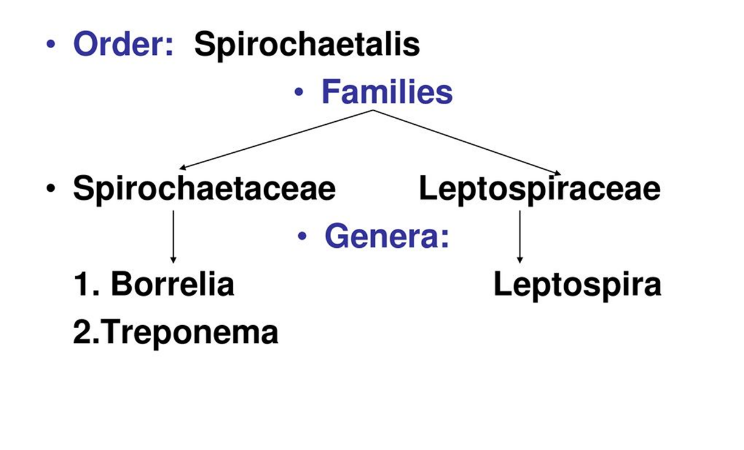 • Order: Spirochaetalis
• Families
• Spirochaetaceae Leptospiraceae
• Genera:
1. Borrelia Leptospira
2.Treponema